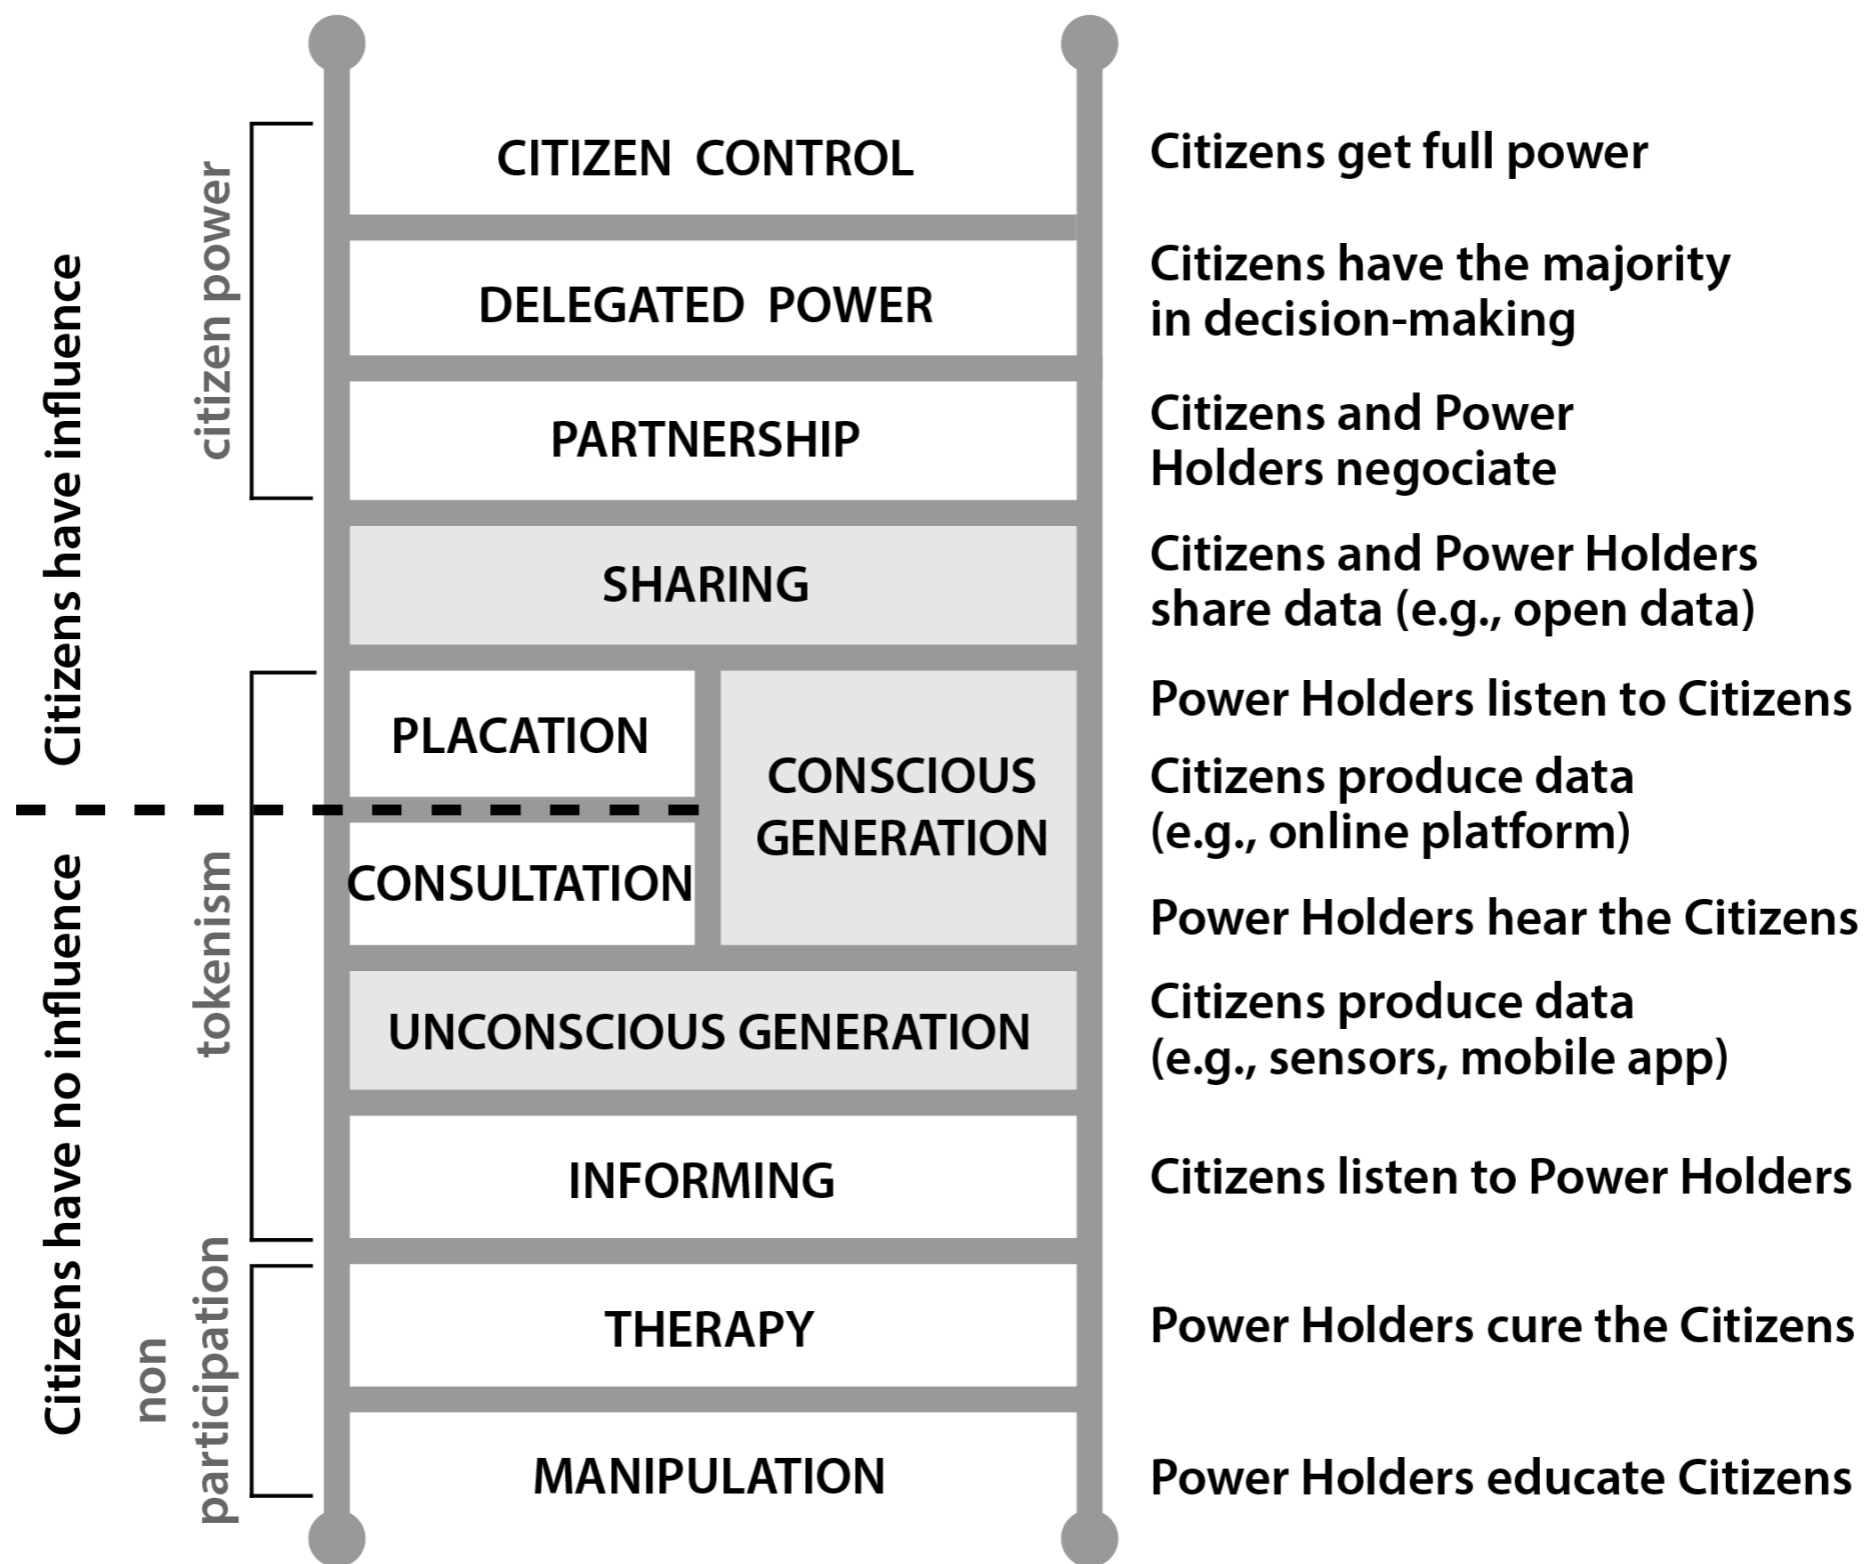 CITIZEN CONTROL
Citizens get full power
DELEGATED POWER
Citizens have the majority
in decision-making
PARTNERSHIP
Citizens and Power
Holders negociate
SHARING
Citizens and Power Holders
share data (e.g., open data)
PLACATION
Power Holders listen to Citizens
CONSCIOUS
GENERATION
Citizens produce data
(e.g., online platform)
CONSULTATION
Power Holders hear the Citizens
UNCONSCIOUS GENERATION
Citizens produce data
(e.g., sensors, mobile app)
INFORMING
Citizens listen to Power Holders
THERAPY
Power Holders cure the Citizens
MANIPULATION
Power Holders educate Citizens
Citizens have influence
Citizens have no influence
citizen power
tokenism
non
participation